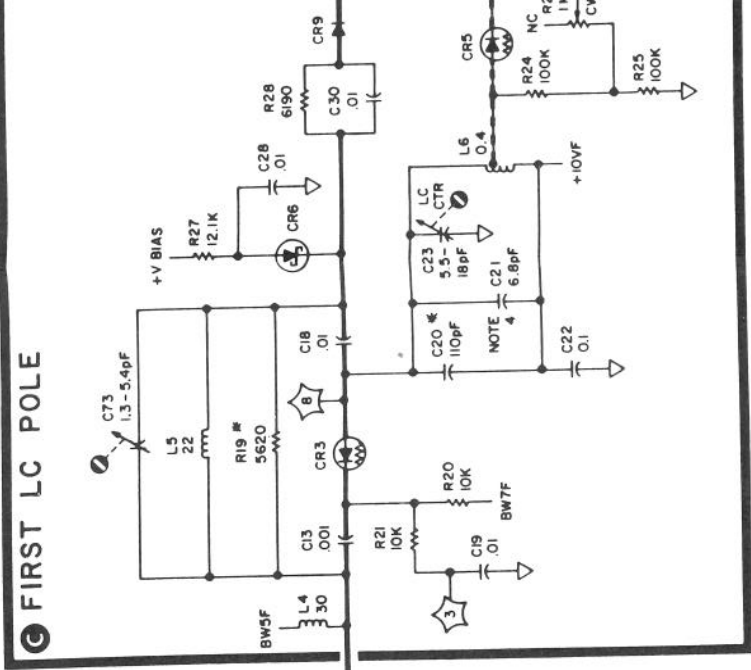 C FIRST LC POLE
C73
1.3-5.4pF
L5
22
R19*
5620
C13
.001
CR3
8
C18
.01
BW5F
L4
30
+V BIAS
R27
12.1K
C28
.01
CR6
R28
6190
C30
.01
CR9
R21
10K
R20
10K
BW7F
3
C19
.01
C20*
110pF
NOTE
4
C21
6.8pF
C22
0.1
C23
5.5-
18pF
LC
CTR
L6
0.4
+10VF
CR5
R24
100K
R25
100K
NC